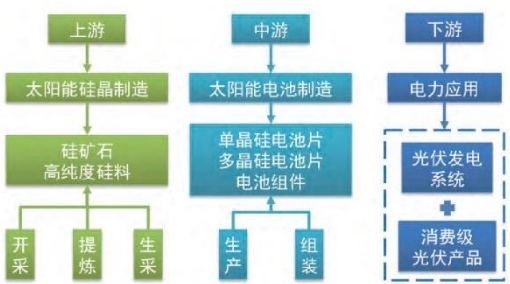 上游
太阳能硅晶制造
硅矿石
高纯度硅料
开采
提炼
生采
中游
太阳能电池制造
单晶硅电池片
多晶硅电池片
电池组件
生产
组装
下游
电力应用
光伏发电
系统
消费级
光伏产品